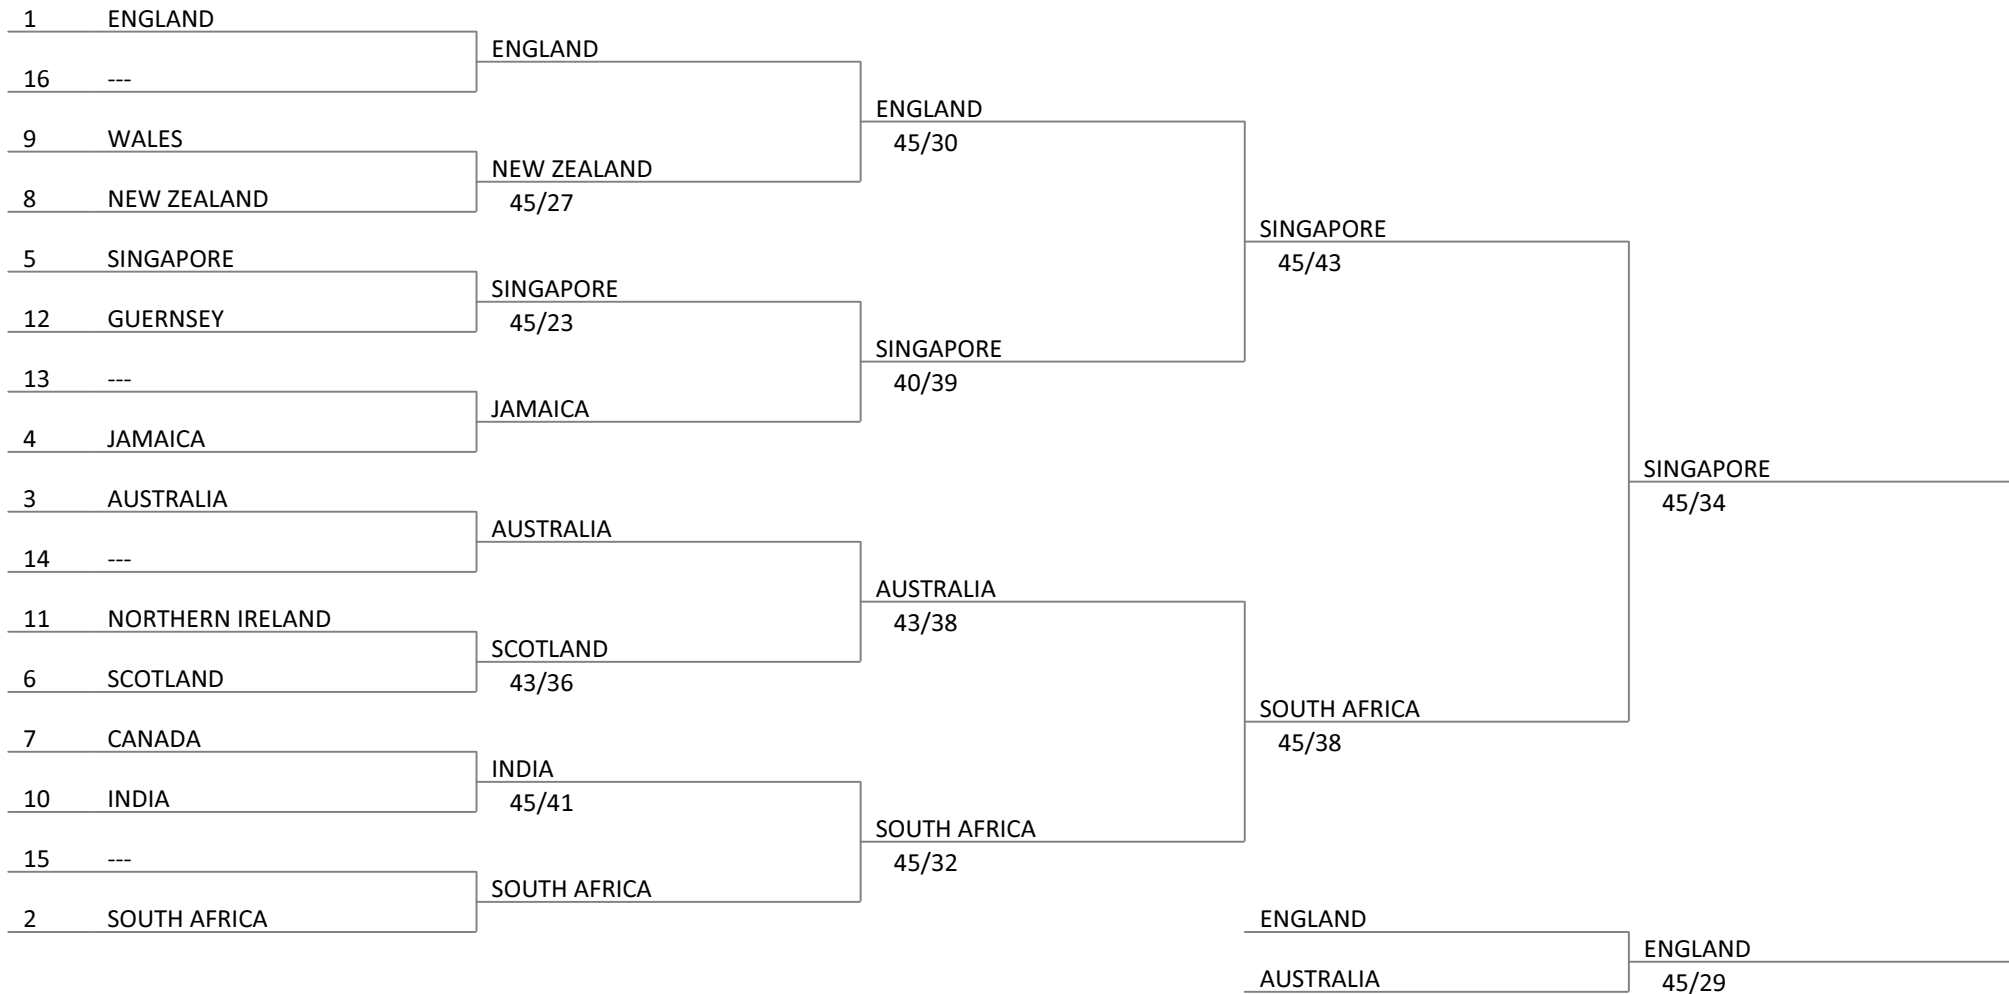 1 ENGLAND
16 ---
9 WALES
8 NEW ZEALAND
5 SINGAPORE
12 GUERNSEY
13 ---
4 JAMAICA
3 AUSTRALIA
14 ---
11 NORTHERN IRELAND
6 SCOTLAND
7 CANADA
10 INDIA
15 ---
2 SOUTH AFRICA
ENGLAND
NEW ZEALAND
45/27
SINGAPORE
45/23
JAMAICA
AUSTRALIA
SCOTLAND
43/36
INDIA
45/41
SOUTH AFRICA
ENGLAND
45/30
SINGAPORE
40/39
AUSTRALIA
43/38
SOUTH AFRICA
45/32
SINGAPORE
45/43
SOUTH AFRICA
45/38
SINGAPORE
45/34
ENGLAND
AUSTRALIA
ENGLAND
45/29